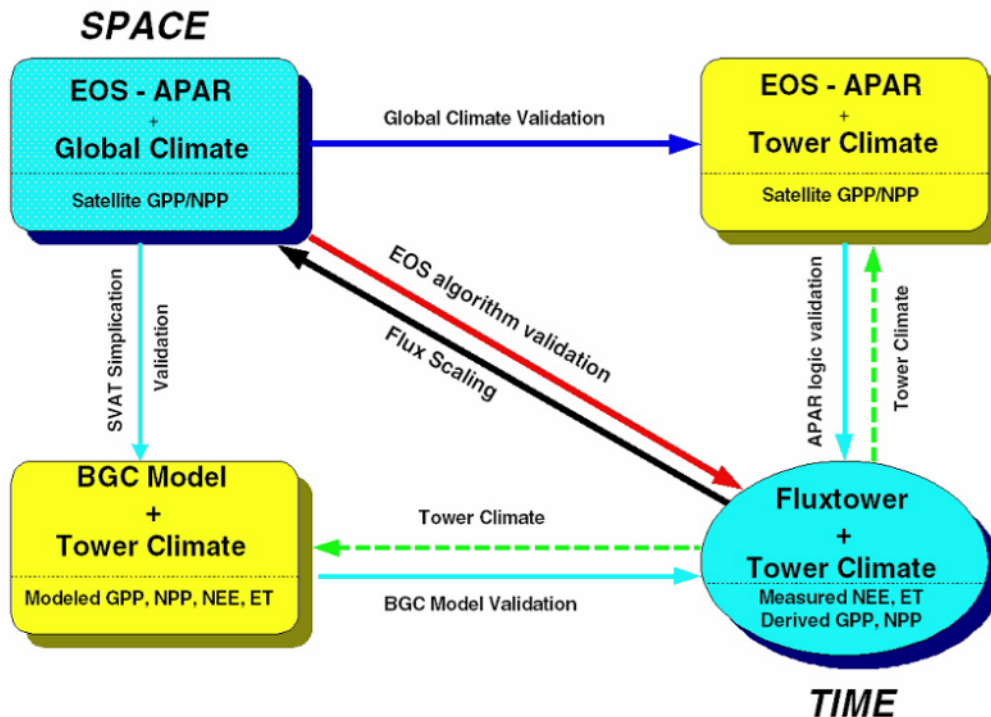 SPACE
EOS - APAR
+
Global Climate
Satellite GPP/NPP
Global Climate Validation
EOS - APAR
+
Tower Climate
Satellite GPP/NPP
SVAT Simplication
Validation
EOS algorithm validation
Flux Scaling
APAR logic validation
Tower Climate
BGC Model
+
Tower Climate
Modeled GPP, NPP, NEE, ET
Tower Climate
BGC Model Validation
Fluxtower
+
Tower Climate
Measured NEE, ET
Derived GPP, NPP
TIME